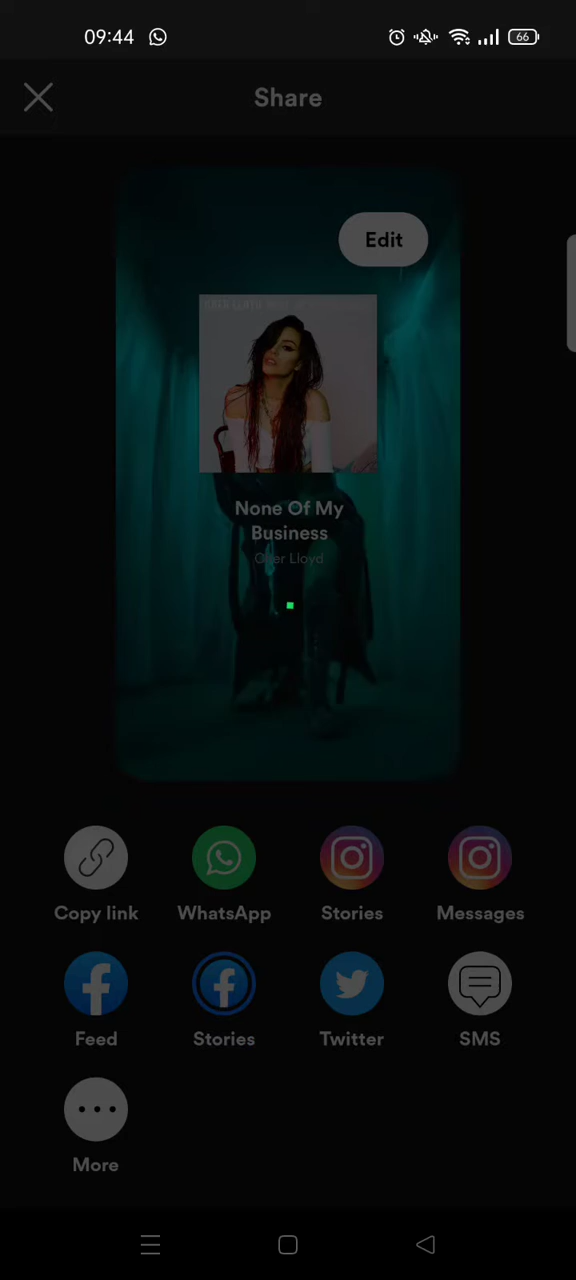 09:44
66
Share
Edit
None Of My
Business
Cher Lloyd
Copy link
WhatsApp
Stories
Messages
Feed
Stories
Twitter
SMS
More